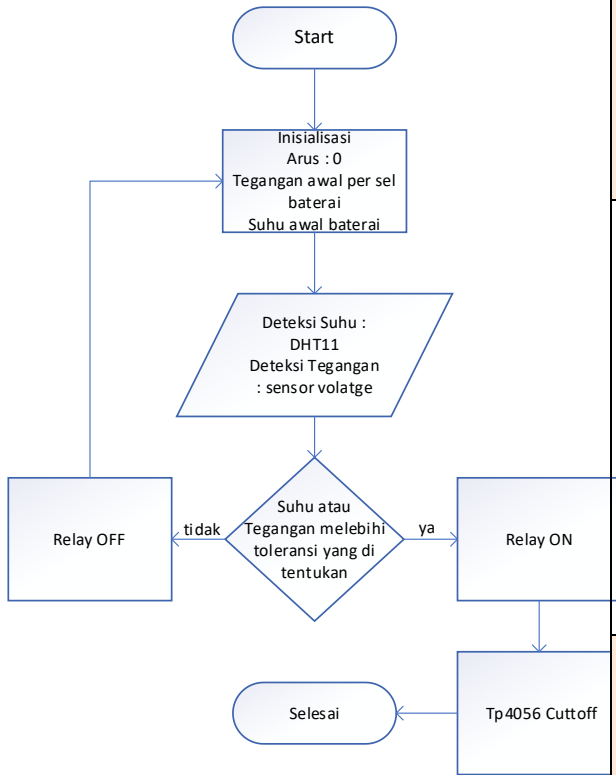 Start
Inisialisasi
Arus : 0
Tegangan awal per sel
baterai
Suhu awal baterai
Deteksi Suhu :
DHT11
Deteksi Tegangan
: sensor volatge
Suhu atau
Tegangan melebihi
toleransi yang di
tentukan
tidak
ya
Relay OFF
Relay ON
Tp4056 Cuttoff
Selesai